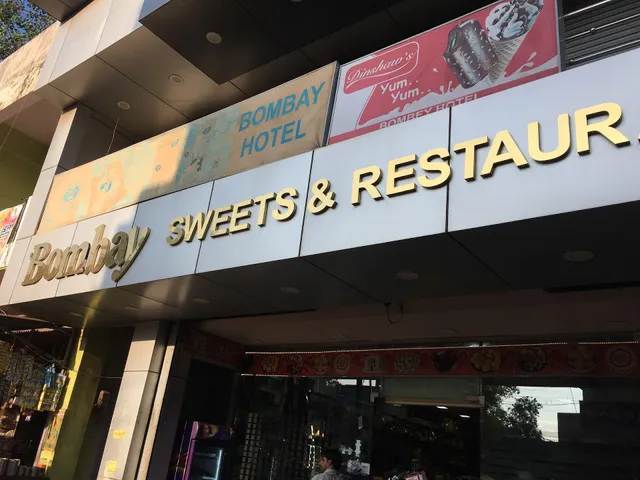 Dinshaw's
Yum..
Yum..
BOMBEY HOTEL
BOMBAY
HOTEL
Bombay SWEETS & RESTAUR